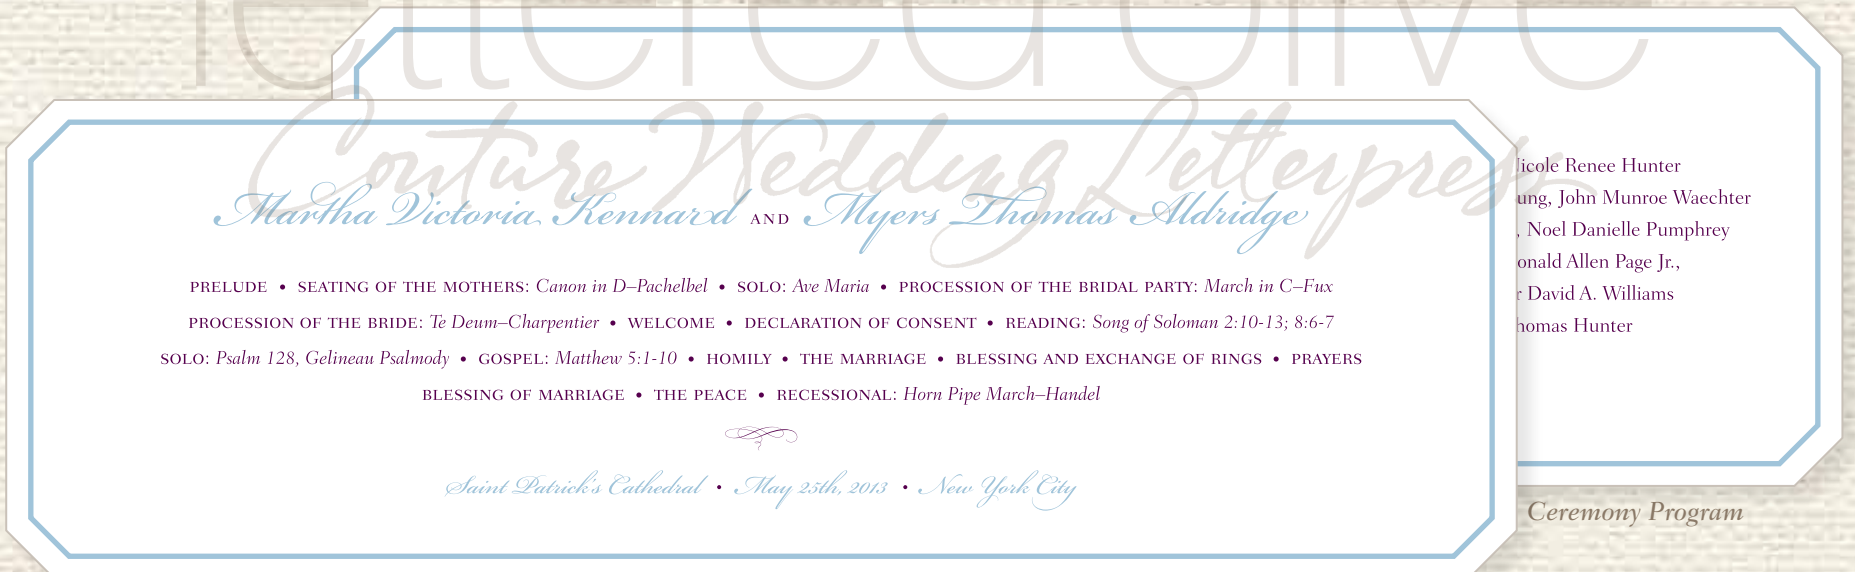 lettered olive
Couture Wedding Letterpress
Martha Victoria Kennard AND Myers Thomas Aldridge
PRELUDE • SEATING OF THE MOTHERS: Canon in D–Pachelbel • SOLO: Ave Maria • PROCESSION OF THE BRIDAL PARTY: March in C–Fux
PROCESSION OF THE BRIDE: Te Deum–Charpentier • WELCOME • DECLARATION OF CONSENT • READING: Song of Soloman 2:10-13; 8:6-7
SOLO: Psalm 128, Gelineau Psalmody • GOSPEL: Matthew 5:1-10 • HOMILY • THE MARRIAGE • BLESSING AND EXCHANGE OF RINGS • PRAYERS
BLESSING OF MARRIAGE • THE PEACE • RECESSIONAL: Horn Pipe March–Handel
Saint Patrick's Cathedral • May 25th, 2013 • New York City
Renee Hunter
John Munroe Waechter
, Noel Danielle Pumphrey
Allen Page Jr.,
David A. Williams
Hunter
Ceremony Program